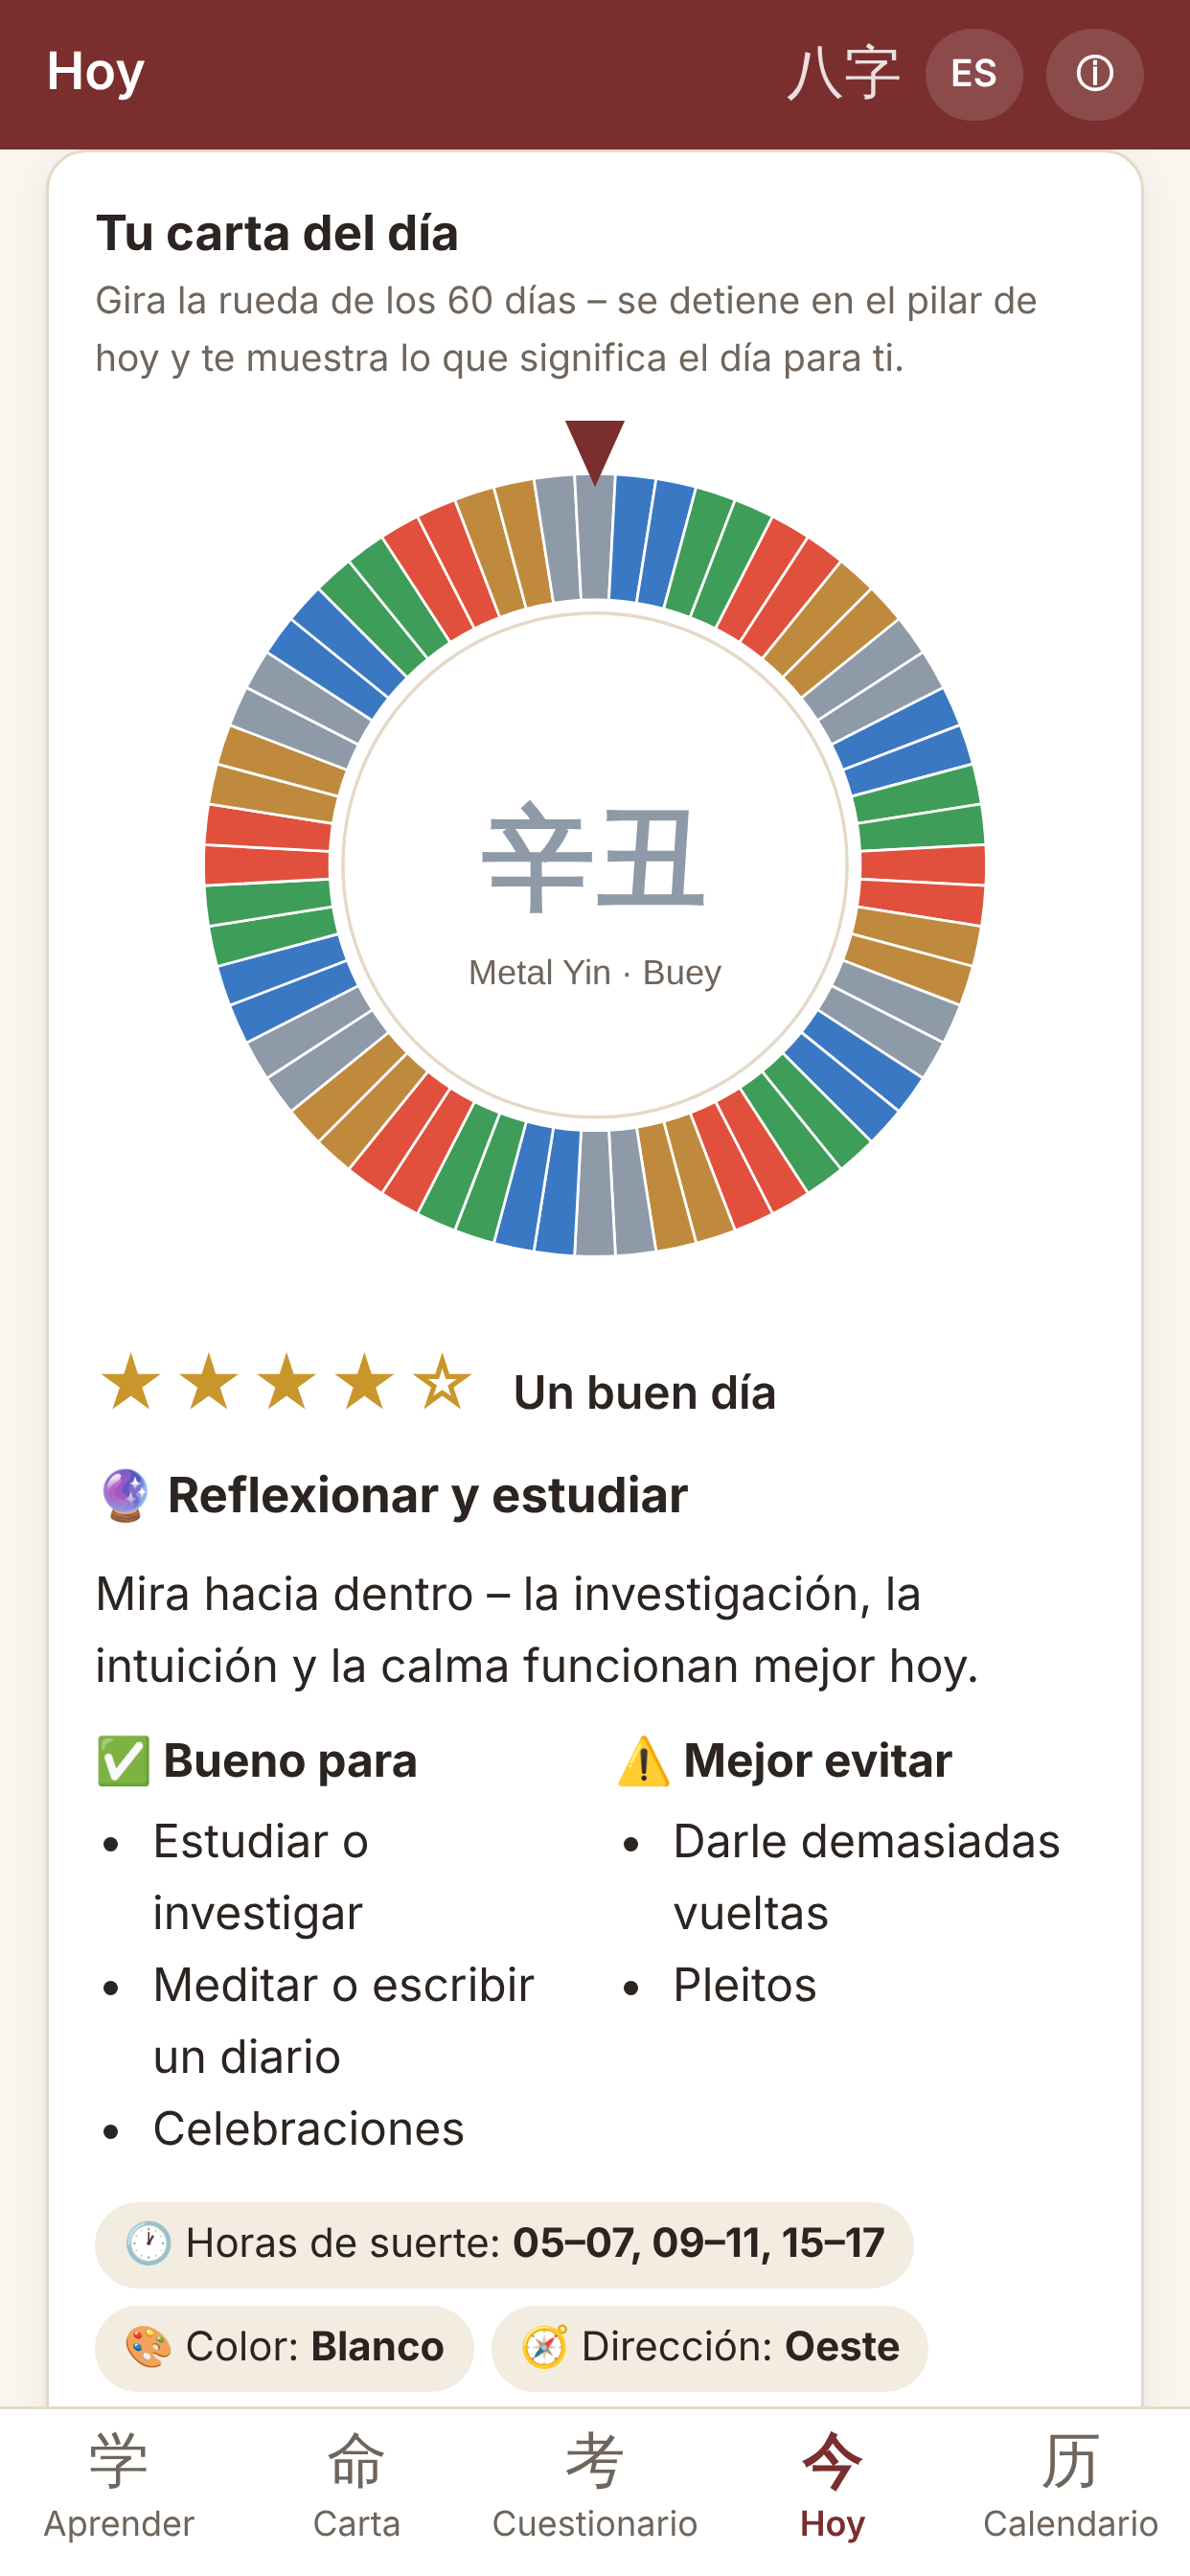 Hoy
八字
ES
ⓘ
Tu carta del día
Gira la rueda de los 60 días – se detiene en el pilar de
hoy y te muestra lo que significa el día para ti.
辛丑
Metal Yin · Buey
★★★★☆ Un buen día
🔮 Reflexionar y estudiar
Mira hacia dentro – la investigación, la
intuición y la calma funcionan mejor hoy.
✅ Bueno para
• Estudiar o
investigar
• Meditar o escribir
un diario
• Celebraciones
⚠️ Mejor evitar
• Darle demasiadas
vueltas
• Pleitos
🕐 Horas de suerte: 05–07, 09–11, 15–17
🎨 Color: Blanco
🧭 Dirección: Oeste
学
Aprender
命
Carta
考
Cuestionario
今
Hoy
历
Calendario